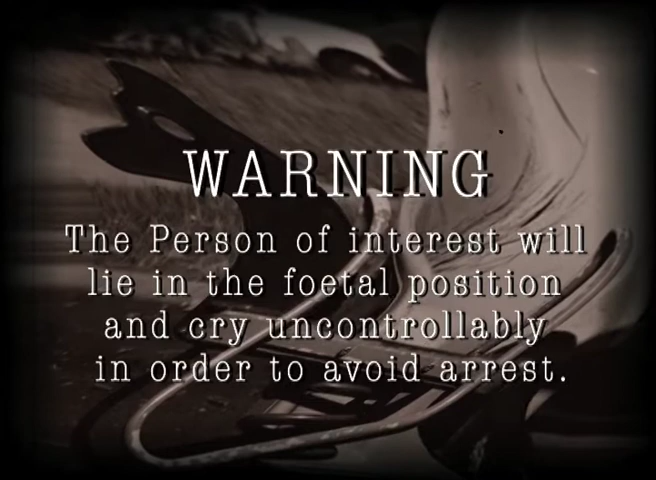 WARNING
The Person of interest will
lie in the foetal position
and cry uncontrollably
in order to avoid arrest.